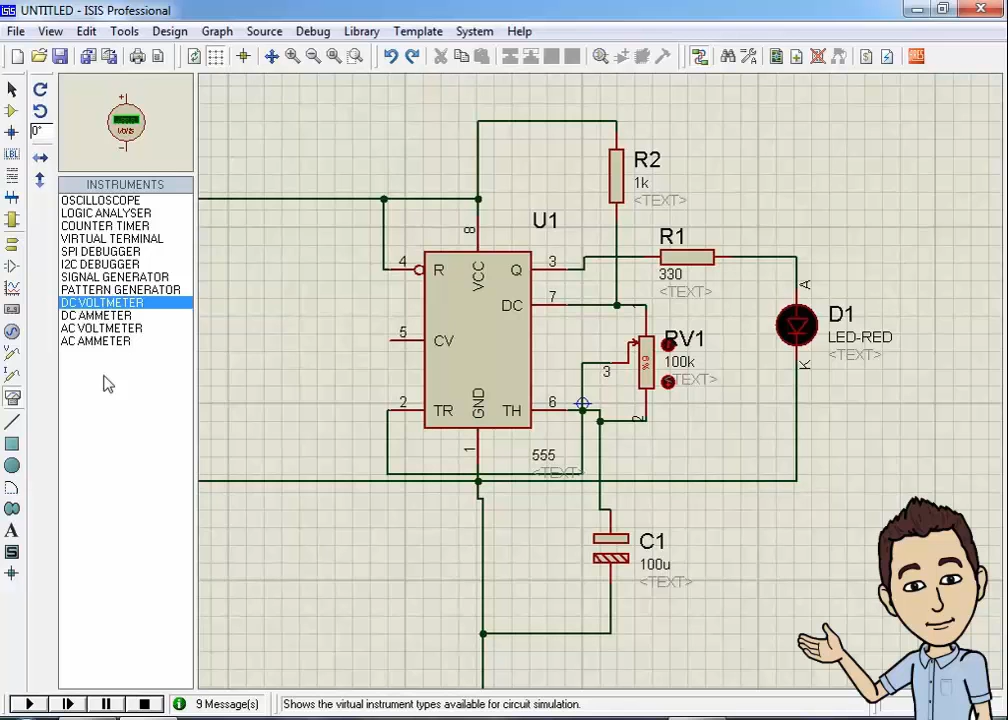 UNTITLED - ISIS Professional
File View Edit Tools Design Graph Source Debug Library Template System Help
0°
+
VOLTS
-
INSTRUMENTS
OSCILLOSCOPE
LOGIC ANALYSER
COUNTER TIMER
VIRTUAL TERMINAL
SPI DEBUGGER
I2C DEBUGGER
SIGNAL GENERATOR
PATTERN GENERATOR
DC VOLTMETER
DC AMMETER
AC VOLTMETER
AC AMMETER
LBL
A
S
R2
1k
<TEXT>
U1
8
VCC
4
R
Q
3
R1
330
<TEXT>
7
DC
5
CV
RV1
100k
<TEXT>
3
%
2
A
D1
LED-RED
<TEXT>
K
2
TR
GND
TH
6
1
555
<TEXT>
C1
100u
<TEXT>
9 Message(s)
Shows the virtual instrument types available for circuit simulation.